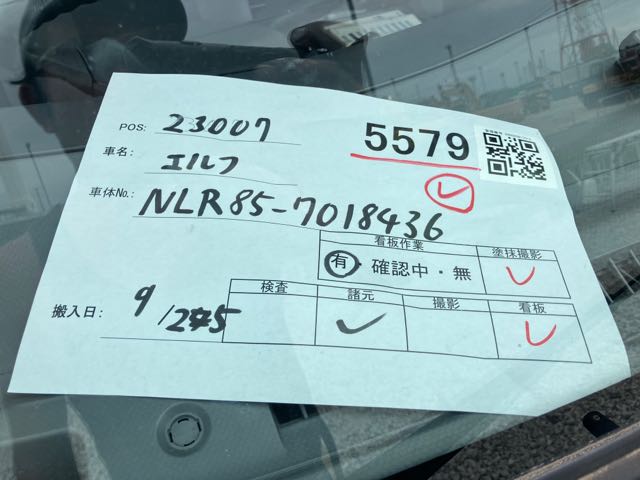 POS: 23007
5579
車名: エルフ
車体No.: NLR85-7018436
看板作業
塗抹撮影
有・確認中・無
検査
諸元
撮影
看板
搬入日: 9/25